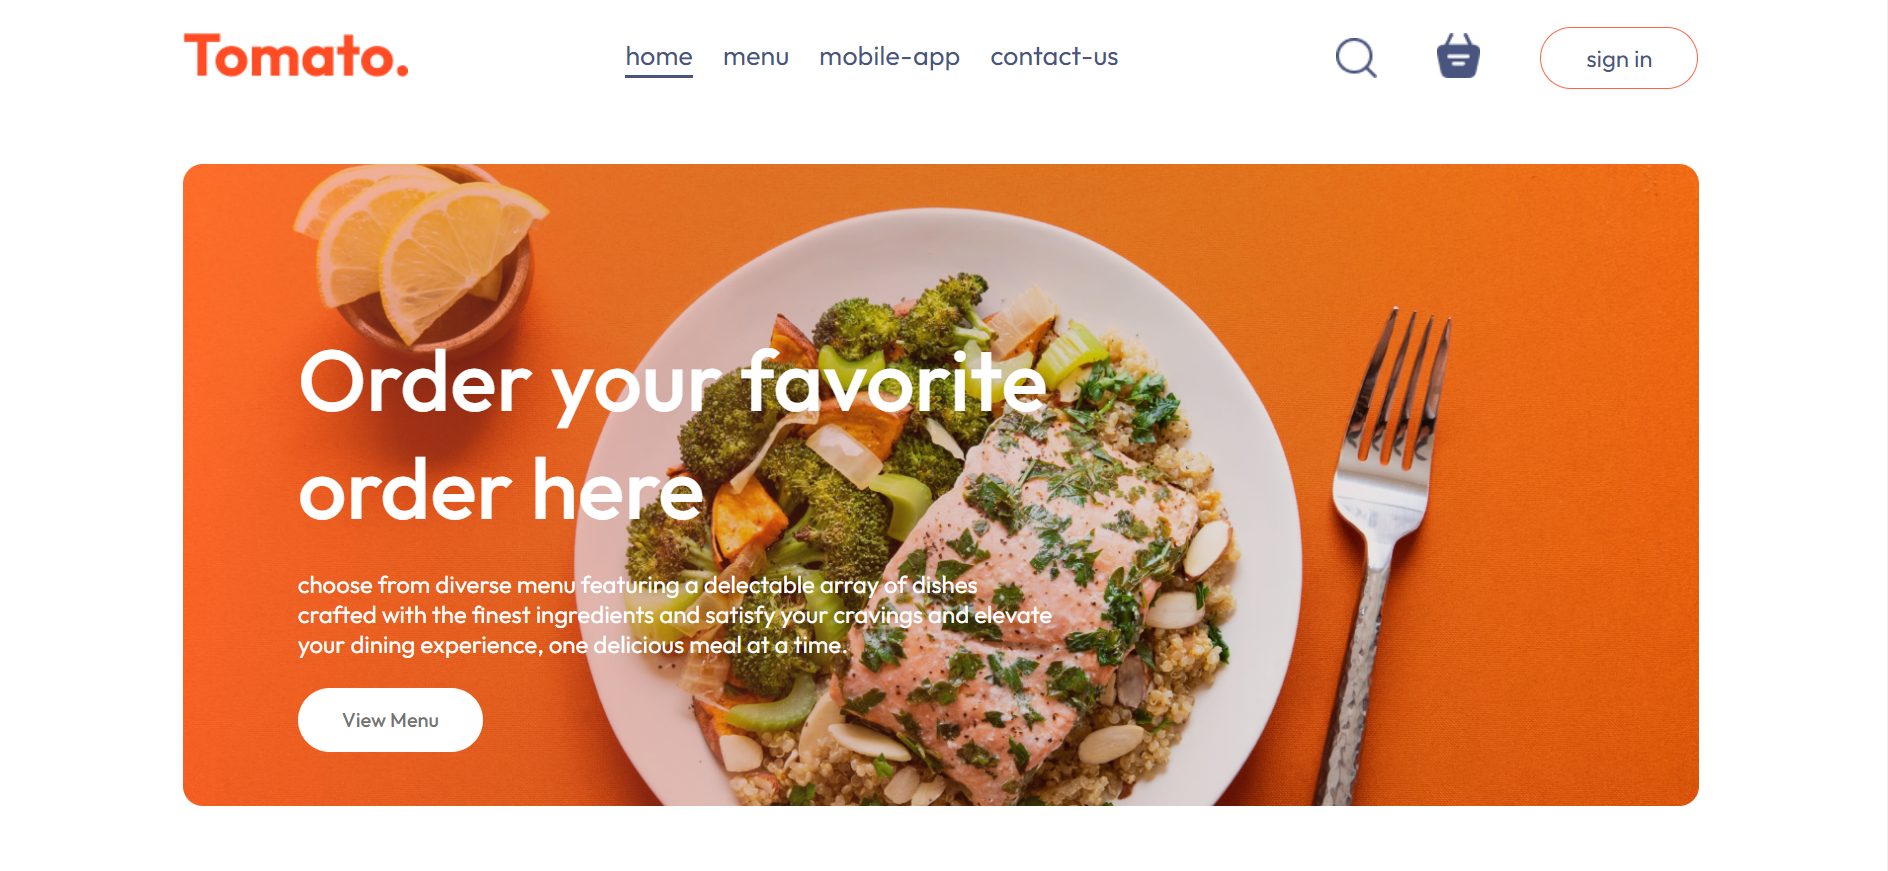 Tomato.
home menu mobile-app contact-us
sign in
Order your favorite
order here
choose from diverse menu featuring a delectable array of dishes
crafted with the finest ingredients and satisfy your cravings and elevate
your dining experience, one delicious meal at a time.
View Menu